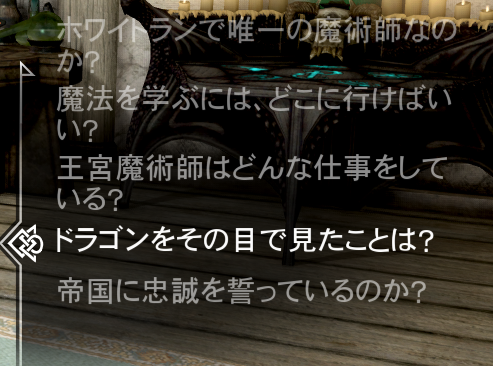 ホワイトランで唯一の魔術師なの
か?
魔法を学ぶには、どこに行けばい
い?
王宮魔術師はどんな仕事をして
いる?
ドラゴンをその目で見たことは?
帝国に忠誠を誓っているのか?